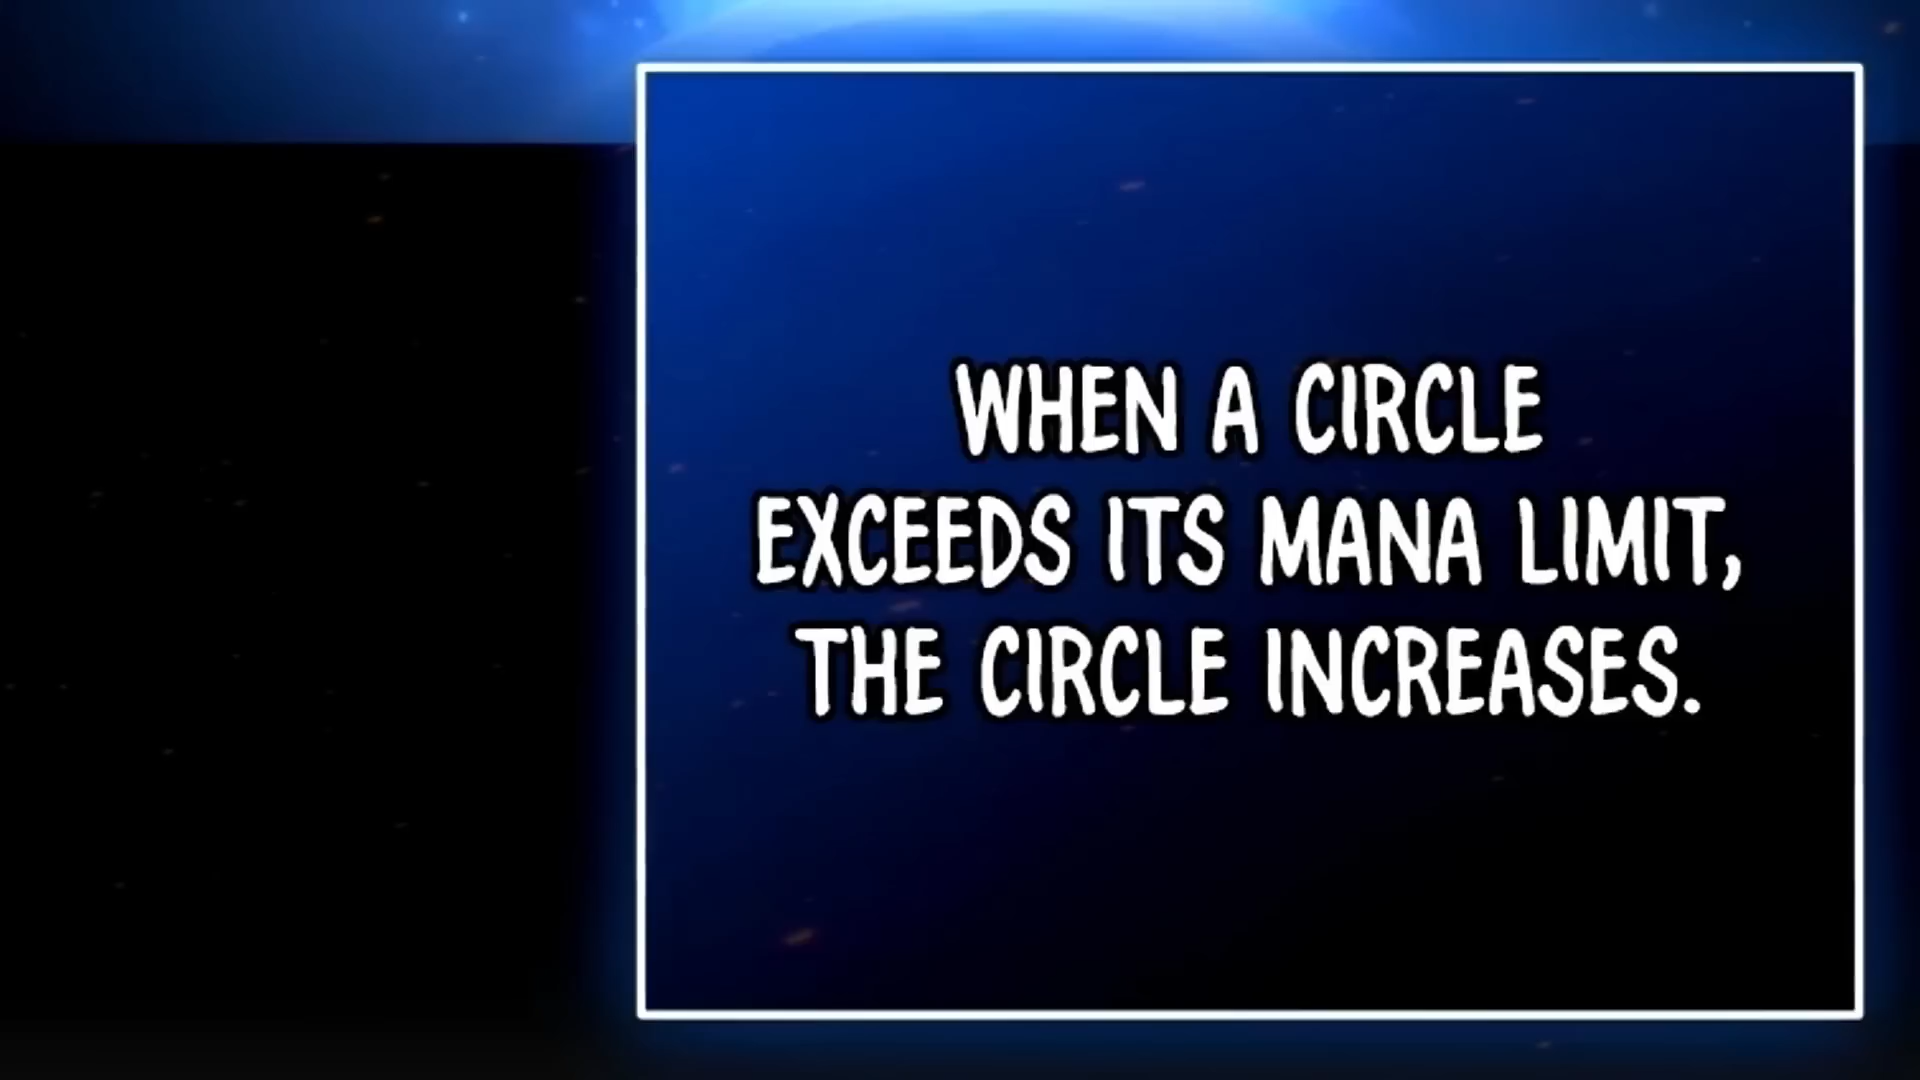 WHEN A CIRCLE
EXCEEDS ITS MANA LIMIT,
THE CIRCLE INCREASES.